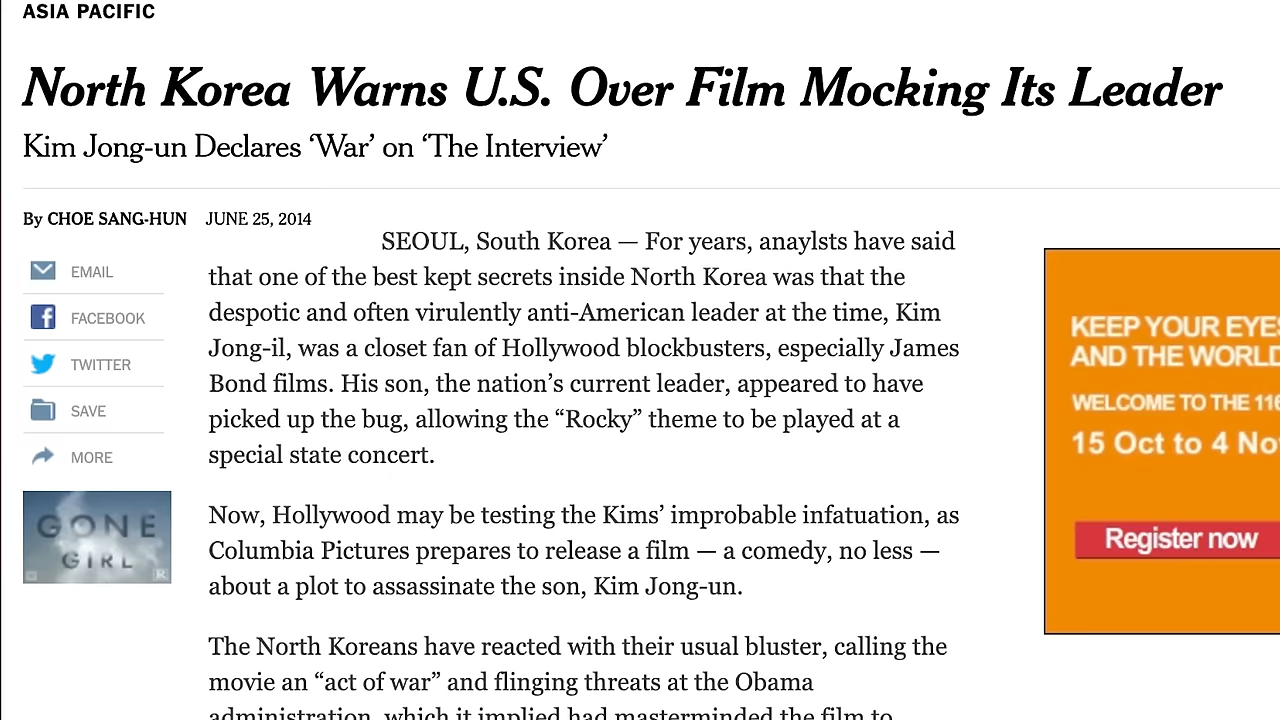 ASIA PACIFIC
North Korea Warns U.S. Over Film Mocking Its Leader
Kim Jong-un Declares ‘War’ on ‘The Interview’
By CHOE SANG-HUN JUNE 25, 2014
EMAIL
FACEBOOK
TWITTER
SAVE
MORE
GONE
GIRL
R
SEOUL, South Korea — For years, anaylsts have said
that one of the best kept secrets inside North Korea was that the
despotic and often virulently anti-American leader at the time, Kim
Jong-il, was a closet fan of Hollywood blockbusters, especially James
Bond films. His son, the nation’s current leader, appeared to have
picked up the bug, allowing the “Rocky” theme to be played at a
special state concert.
Now, Hollywood may be testing the Kims’ improbable infatuation, as
Columbia Pictures prepares to release a film — a comedy, no less —
about a plot to assassinate the son, Kim Jong-un.
The North Koreans have reacted with their usual bluster, calling the
movie an “act of war” and flinging threats at the Obama
administration, which it implied had masterminded the film to
KEEP YOUR EYES
AND THE WORLD
WELCOME TO THE 116
15 Oct to 4 Nov
Register now